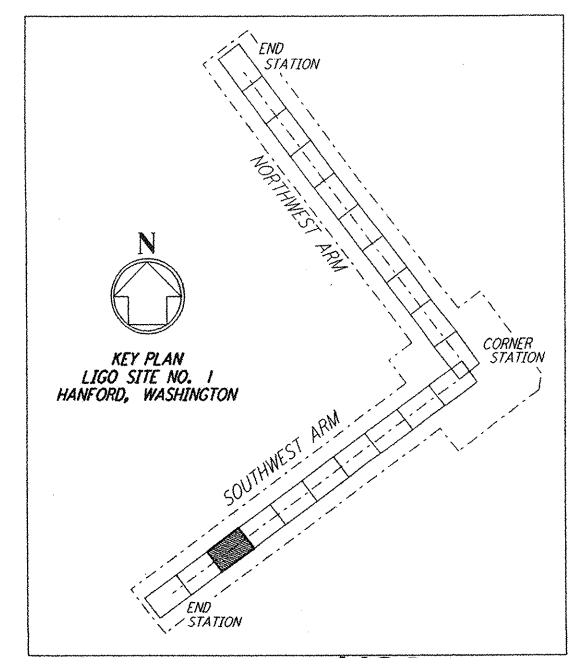 END
STATION
NORTHWEST ARM
N
KEY PLAN
LIGO SITE NO. 1
HANFORD, WASHINGTON
CORNER
STATION
SOUTHWEST ARM
END
STATION